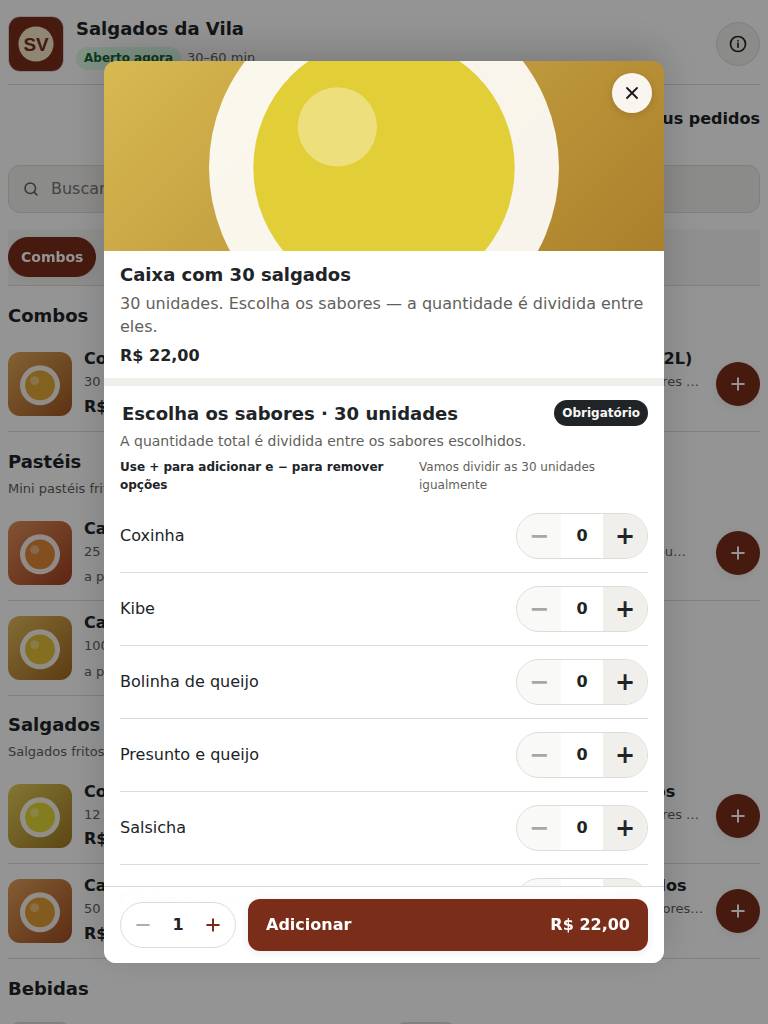 SV
Salgados da Vila
Aberto agora 30–60 min
us pedidos
Buscar
Combos
Combos
Co
2L)
30
res ...
R$
Pastéis
Mini pastéis fri
Ca
25
u...
a p
Ca
100
a p
Salgados
Salgados fritos
Co
os
12
res ...
R$
Ca
los
50
ores...
R$
Bebidas
Caixa com 30 salgados
30 unidades. Escolha os sabores — a quantidade é dividida entre
eles.
R$ 22,00
Escolha os sabores · 30 unidades
Obrigatório
A quantidade total é dividida entre os sabores escolhidos.
Use + para adicionar e − para remover
opções
Vamos dividir as 30 unidades
igualmente
Coxinha − 0 +
Kibe − 0 +
Bolinha de queijo − 0 +
Presunto e queijo − 0 +
Salsicha − 0 +
− 1 +
Adicionar R$ 22,00